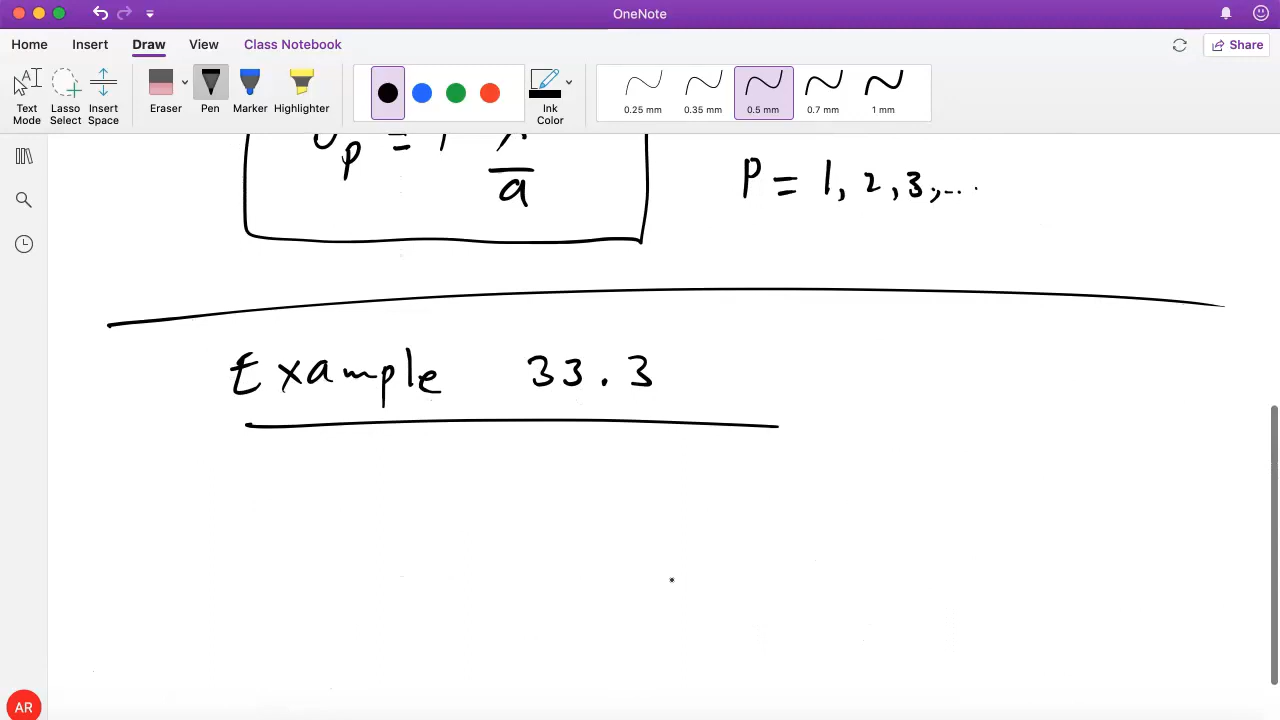 OneNote
Home Insert Draw View Class Notebook Share
Text Mode Lasso Select Insert Space Eraser Pen Marker Highlighter Ink Color 0.25 mm 0.35 mm 0.5 mm 0.7 mm 1 mm
p =
a
P = 1, 2, 3, ...
Example 33.3
AR